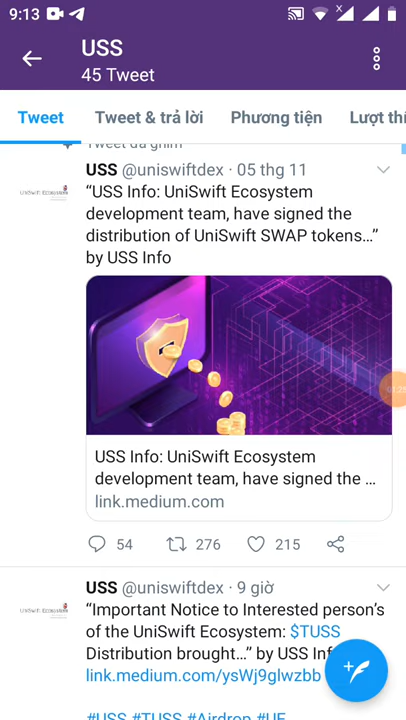 9:13
USS
45 Tweet
Tweet
Tweet & trả lời
Phương tiện
Lượt thí
Tweet đã ghim
USS @uniswiftdex · 05 thg 11
“USS Info: UniSwift Ecosystem
development team, have signed the
distribution of UniSwift SWAP tokens…”
by USS Info
USS Info: UniSwift Ecosystem
development team, have signed the ...
link.medium.com
54
276
215
USS @uniswiftdex · 9 giờ
“Important Notice to Interested person’s
of the UniSwift Ecosystem: $TUSS
Distribution brought…” by USS Inf
link.medium.com/ysWj9glwzbb
#USS #TUSS #Airdrop